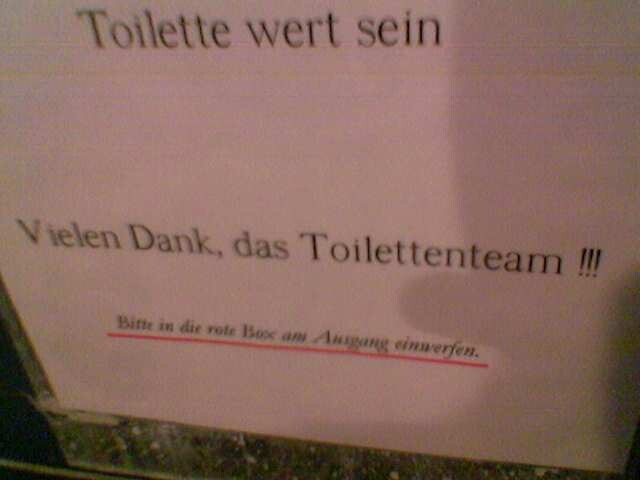 Toilette wert sein
Vielen Dank, das Toilettenteam !!!
Bitte in die rote Box am Ausgang einwerfen.